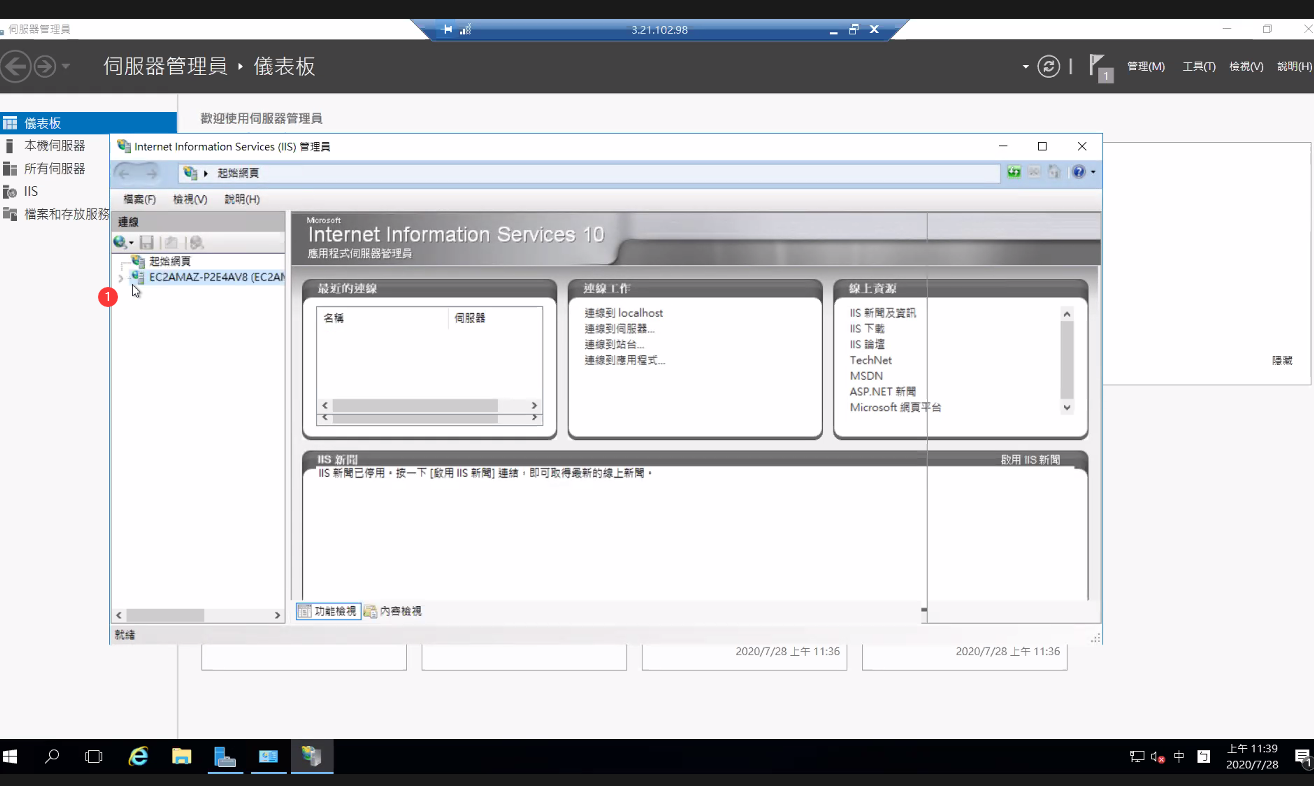 伺服器管理員
3.21.102.98
伺服器管理員 ‣ 儀表板
1
管理(M) 工具(T) 檢視(V) 說明(H)
儀表板
本機伺服器
所有伺服器
IIS
檔案和存放服務
歡迎使用伺服器管理員
Internet Information Services (IIS) 管理員
起始網頁
檔案(F) 檢視(V) 說明(H)
連線
起始網頁
EC2AMAZ-P2E4AV8 (EC2AM
1
Microsoft
Internet Information Services 10
應用程式伺服器管理員
最近的連線
名稱 伺服器
連線工作
連線到 localhost
連線到伺服器...
連線到站台...
連線到應用程式...
線上資源
IIS 新聞及資訊
IIS 下載
IIS 論壇
TechNet
MSDN
ASP.NET 新聞
Microsoft 網頁平台
隱藏
IIS 新聞 啟用 IIS 新聞
IIS 新聞已停用。按一下 [啟用 IIS 新聞] 連結，即可取得最新的線上新聞。
功能檢視 內容檢視
就緒
2020/7/28 上午 11:36
2020/7/28 上午 11:36
中
上午 11:39
2020/7/28
1